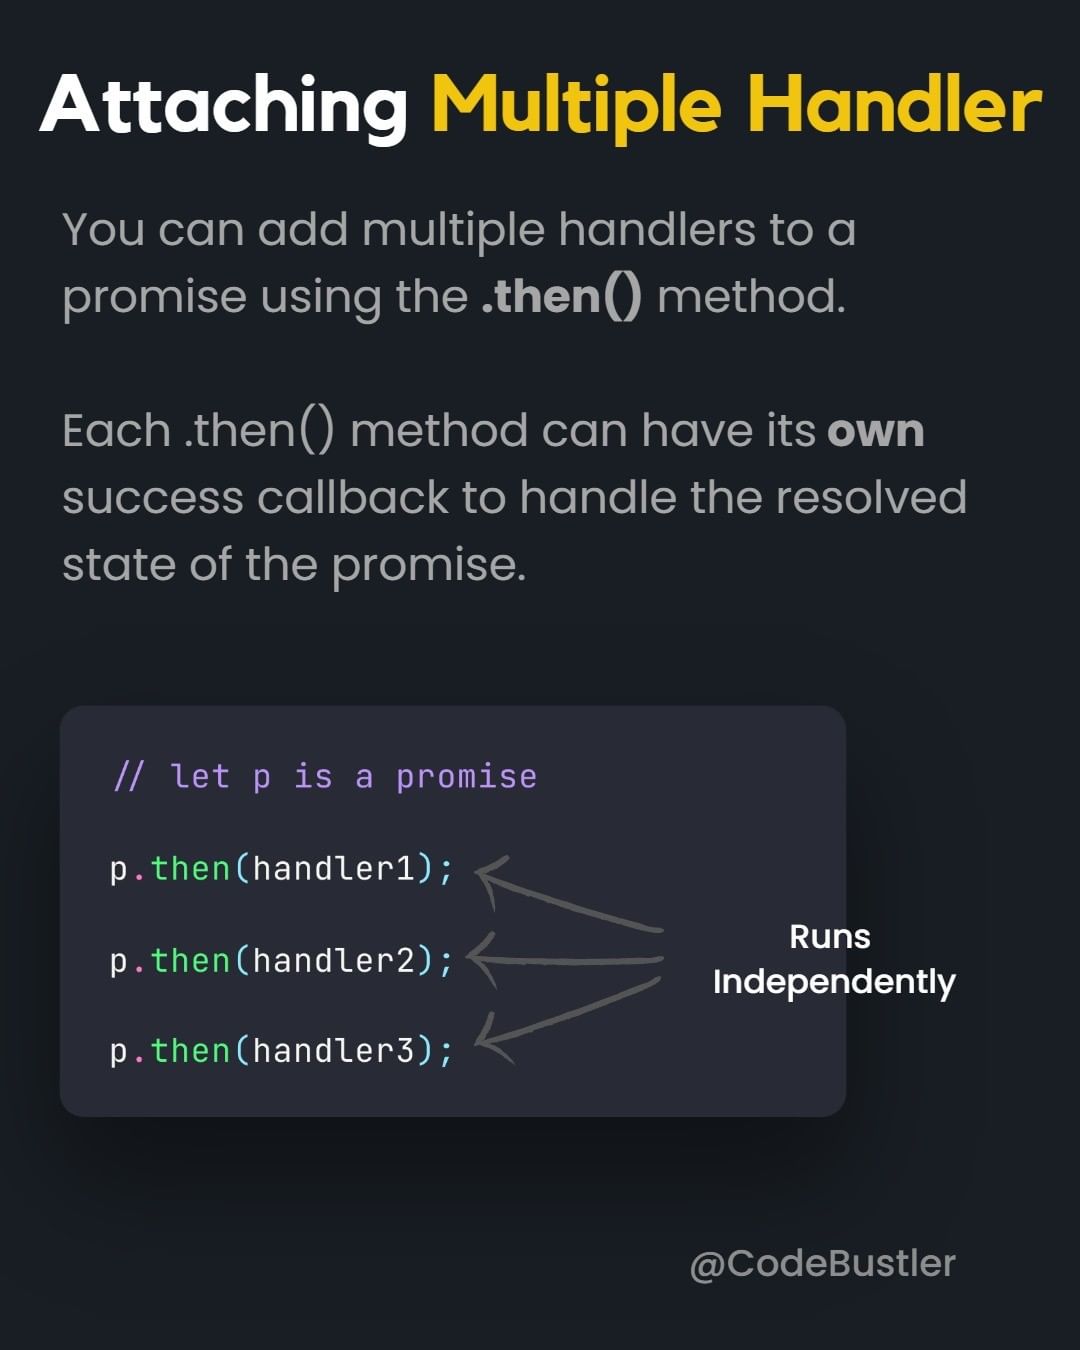 Attaching Multiple Handler
You can add multiple handlers to a
promise using the .then() method.
Each .then() method can have its own
success callback to handle the resolved
state of the promise.
// let p is a promise
p.then(handler1);
p.then(handler2);
p.then(handler3);
Runs
Independently
@CodeBustler